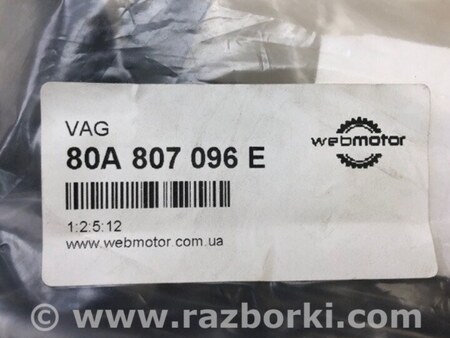 VAG
webmotor
80A 807 096 E
1:2:5:12
www.webmotor.com.ua
© www.razborki.com